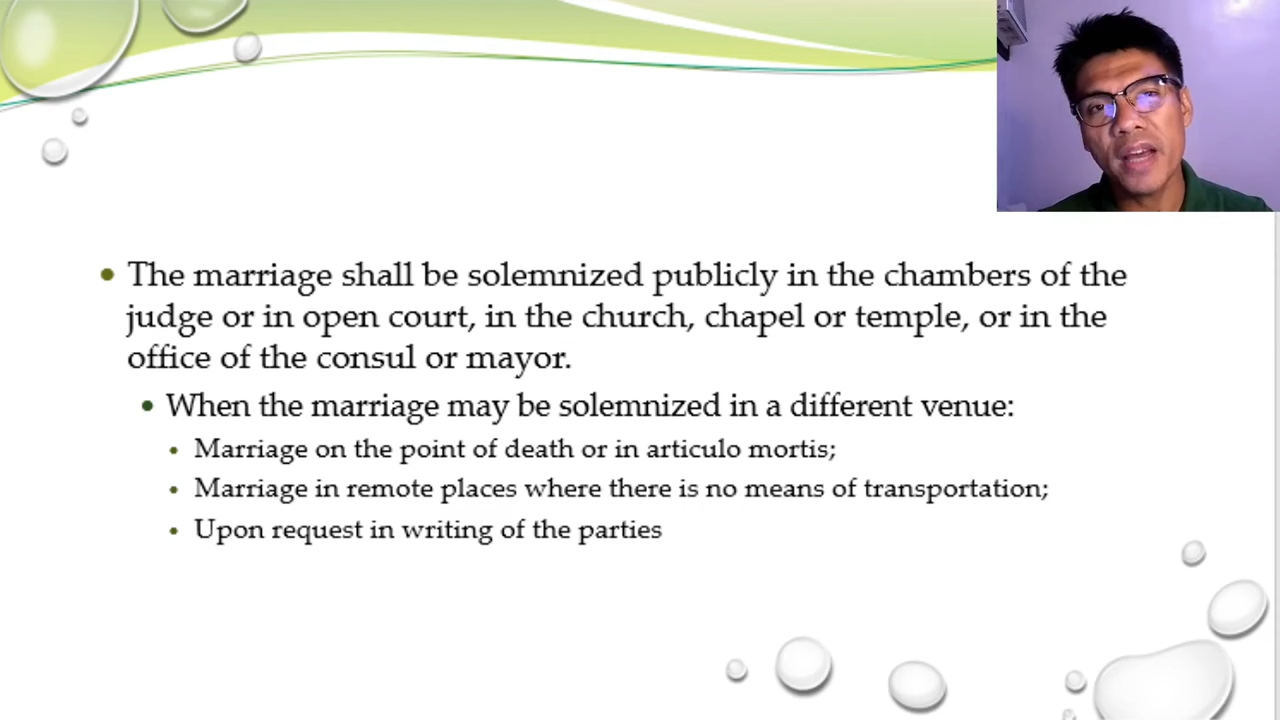 The marriage shall be solemnized publicly in the chambers of the
judge or in open court, in the church, chapel or temple, or in the
office of the consul or mayor.
When the marriage may be solemnized in a different venue:
Marriage on the point of death or in articulo mortis;
Marriage in remote places where there is no means of transportation;
Upon request in writing of the parties